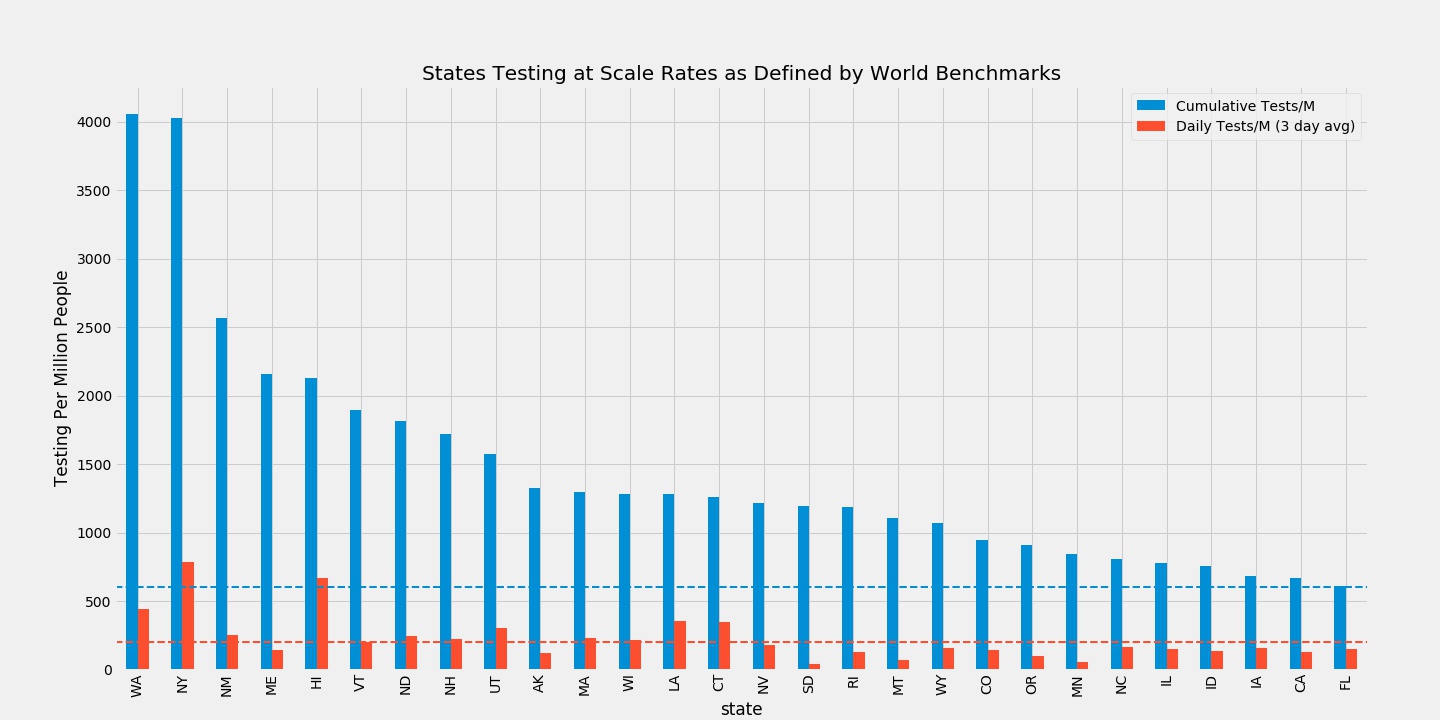 States Testing at Scale Rates as Defined by World Benchmarks
Cumulative Tests/M
Daily Tests/M (3 day avg)
Testing Per Million People
4000
3500
3000
2500
2000
1500
1000
500
0
WA NY NM ME HI VT ND NH UT AK MA WI LA CT NV SD RI MT WY CO OR MN NC IL ID IA CA FL
state